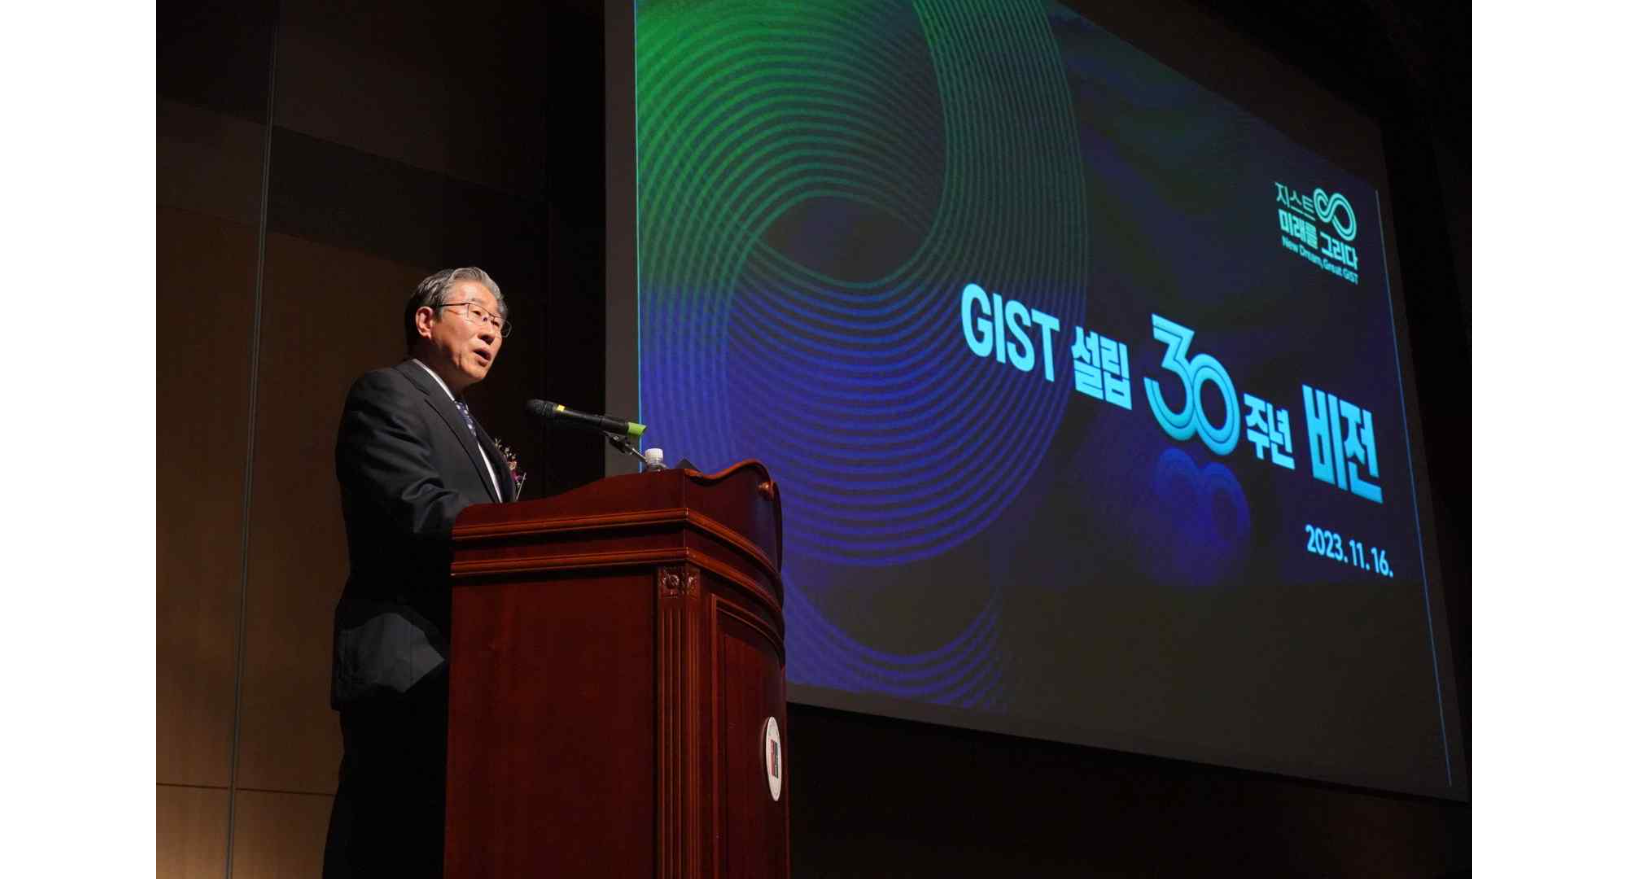 지스트
미래를 그리다
New Dream, Great GIST
GIST 설립 30주년 비전
2023. 11. 16.